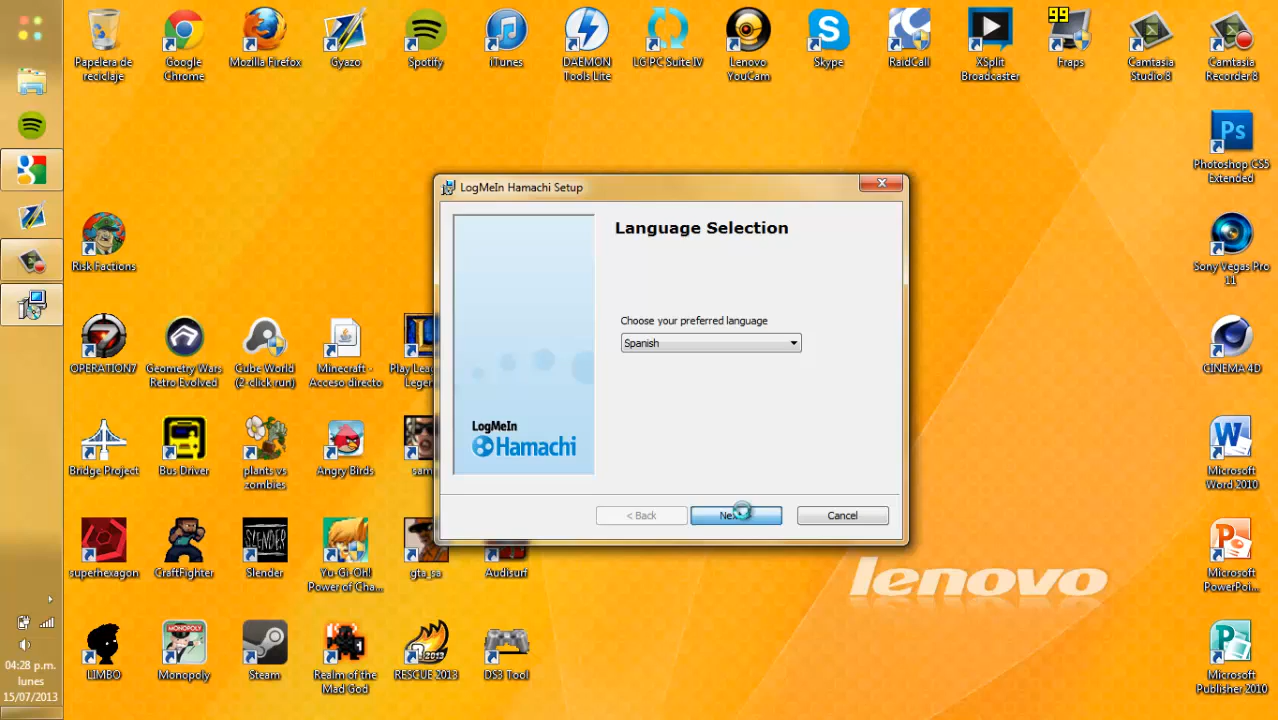 Papelera de
reciclaje
Google
Chrome
Mozilla Firefox
Gyazo
Spotify
iTunes
DAEMON
Tools Lite
LG PC Suite IV
Lenovo
YouCam
Skype
RaidCall
XSplit
Broadcaster
99
Fraps
Camtasia
Studio 8
Camtasia
Recorder 8
Ps
Photoshop CS5
Extended
LogMeIn Hamachi Setup
Language Selection
Risk Factions
Sony Vegas Pro
11
Choose your preferred language
Spanish
OPERATION7
Geometry Wars
Retro Evolved
Cube World
(2-click run)
Minecraft -
Acceso directo
CINEMA 4D
LogMeIn
Hamachi
Bridge Project
Bus Driver
plants vs
zombies
Angry Birds
Microsoft
Word 2010
< Back
Cancel
SLENDER
superhexagon
CraftFighter
Slender
Yu-Gi-Oh!
Power of Cha...
gta_sa
Audisurf
lenovo
Microsoft
PowerPoi...
MONOPOLY
2013
LIMBO
Monopoly
Steam
Realm of the
Mad God
RESCUE 2013
DS3 Tool
Microsoft
Publisher 2010
04:28 p.m.
lunes
15/07/2013